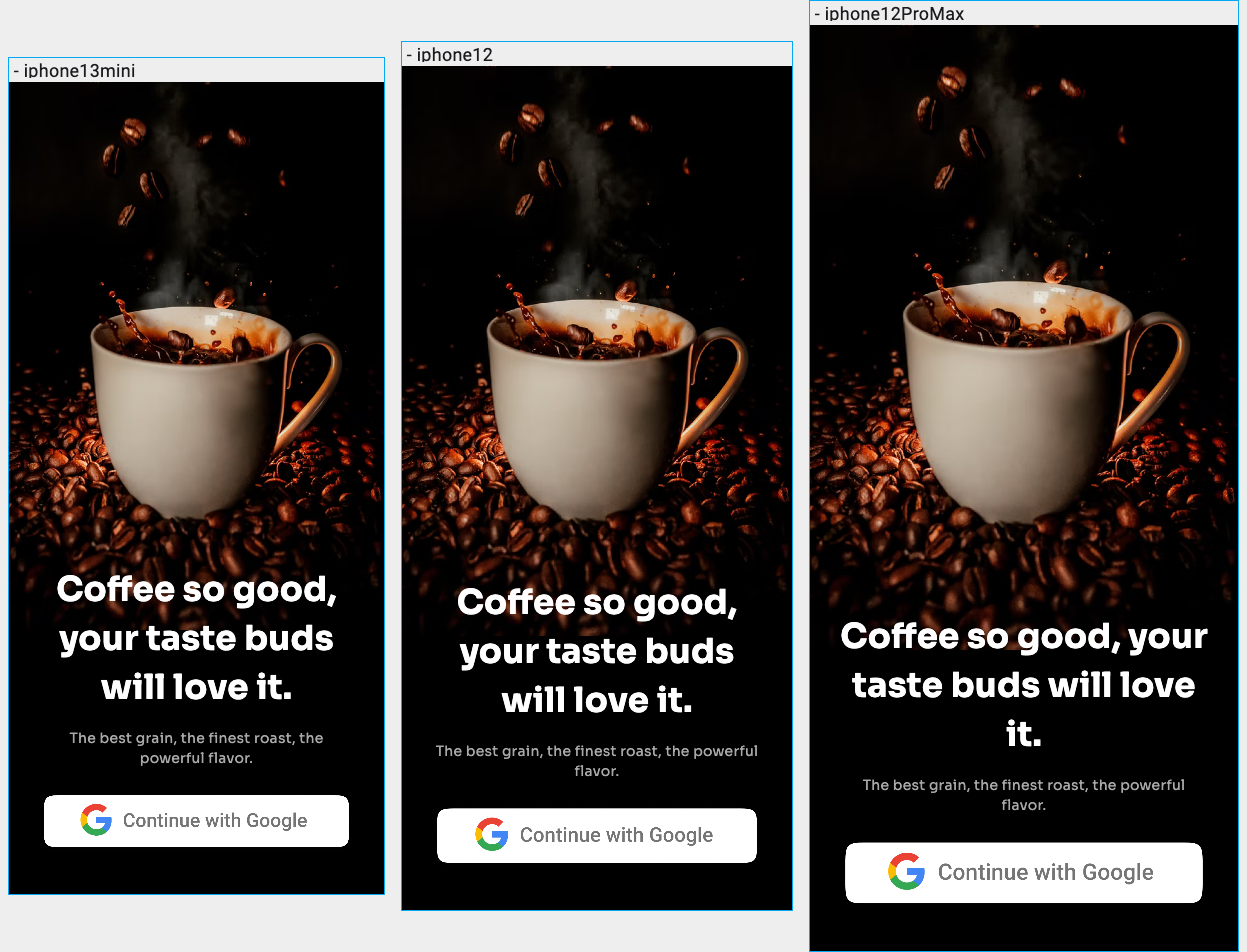 - iphone13mini
Coffee so good,
your taste buds
will love it.
The best grain, the finest roast, the
powerful flavor.
Continue with Google
- iphone12
Coffee so good,
your taste buds
will love it.
The best grain, the finest roast, the powerful
flavor.
Continue with Google
- iphone12ProMax
Coffee so good, your
taste buds will love
it.
The best grain, the finest roast, the powerful
flavor.
Continue with Google